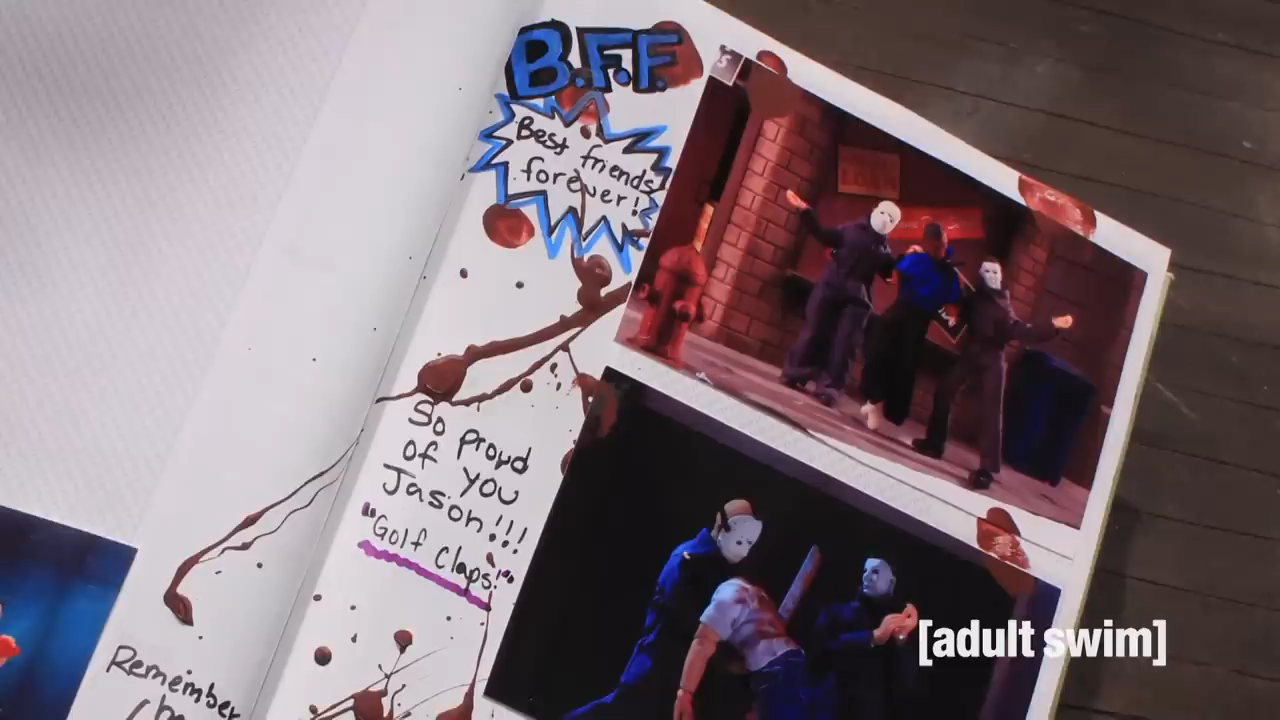 B.F.F.
Best friends
forever!
So proud
of you
Jason!!!
"Golf Claps!"
Remember
[adult swim]